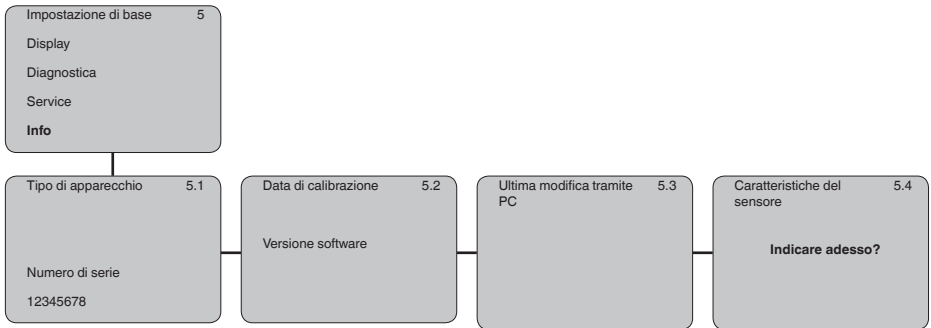 Impostazione di base 5
Display
Diagnostica
Service
Info
Tipo di apparecchio 5.1
Numero di serie
12345678
Data di calibrazione 5.2
Versione software
Ultima modifica tramite 5.3
PC
Caratteristiche del 5.4
sensore
Indicare adesso?